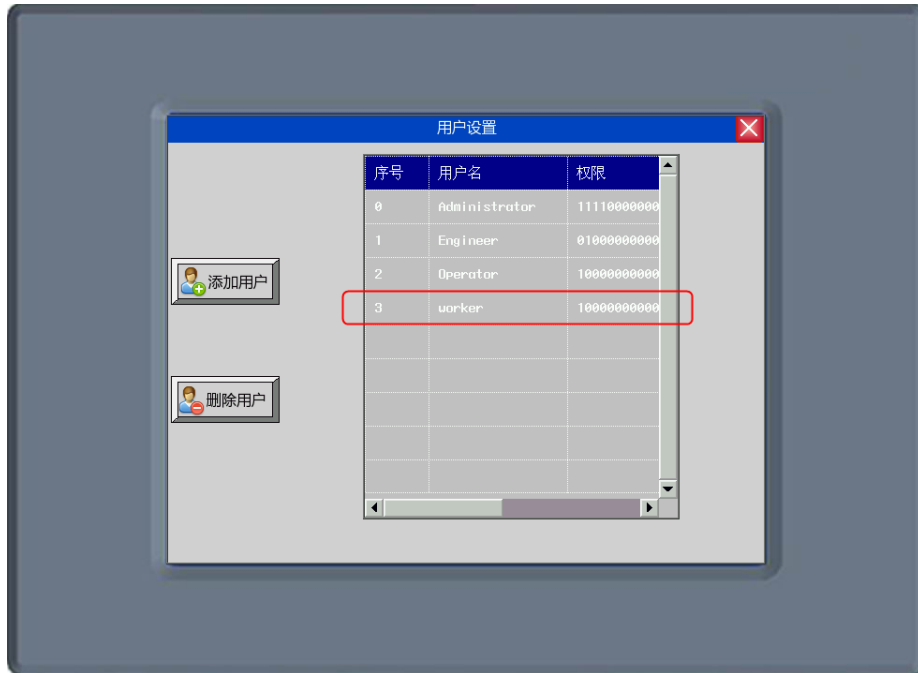 用户设置
序号 用户名 权限
0 Administrator 11110000000
1 Engineer 01000000000
2 Operator 10000000000
3 worker 10000000000
添加用户
删除用户